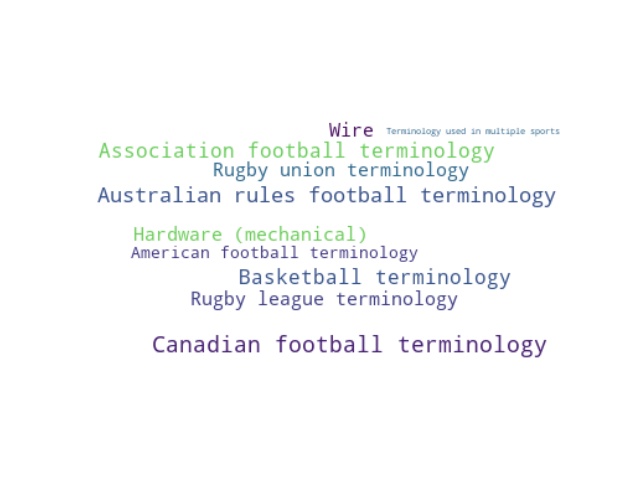 Wire Terminology used in multiple sports
Association football terminology
Rugby union terminology
Australian rules football terminology
Hardware (mechanical)
American football terminology
Basketball terminology
Rugby league terminology
Canadian football terminology